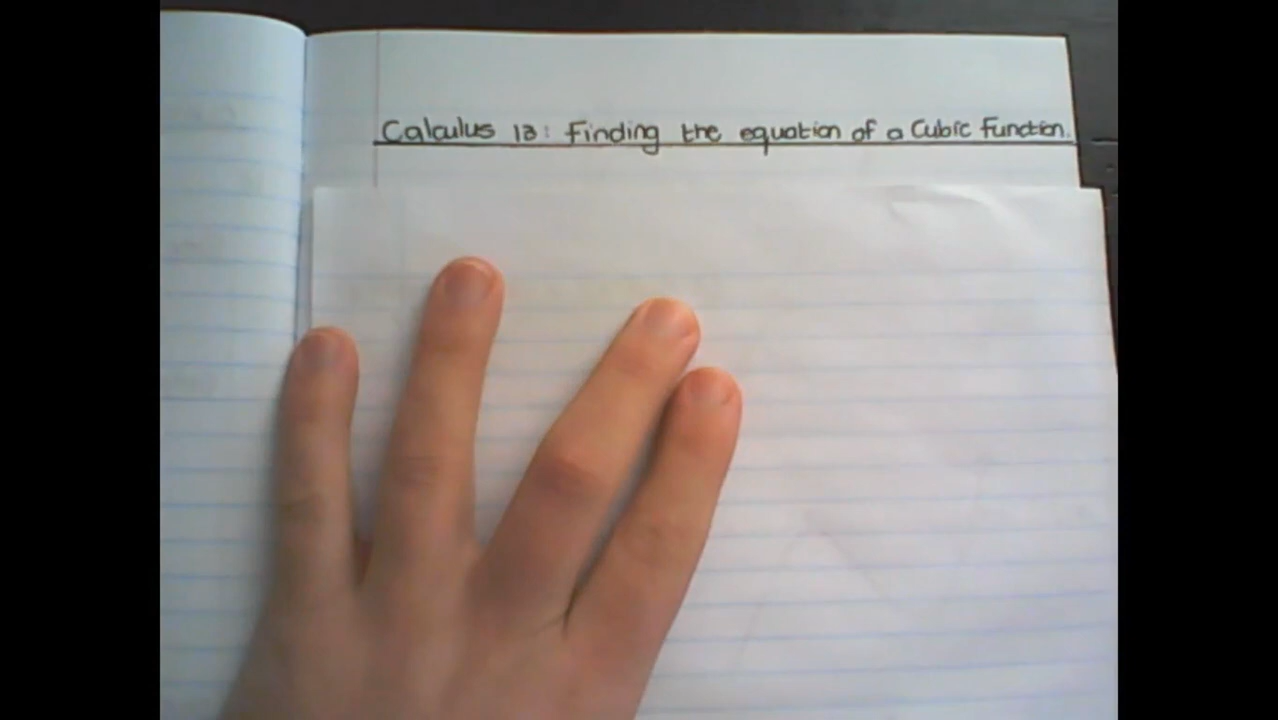 Calculus 13: Finding the equation of a Cubic Function.